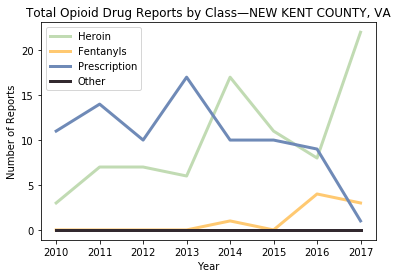 Total Opioid Drug Reports by Class—NEW KENT COUNTY, VA
Heroin
Fentanyls
Prescription
Other
Number of Reports
20
15
10
5
0
2010 2011 2012 2013 2014 2015 2016 2017
Year